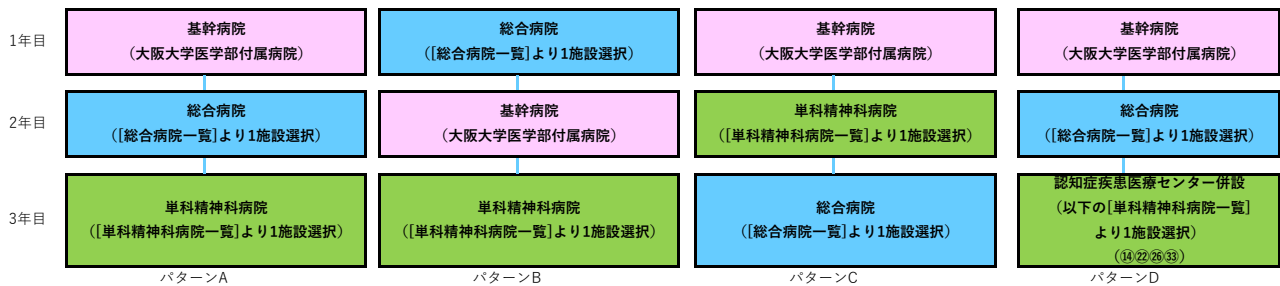 1年目
基幹病院
（大阪大学医学部付属病院）
総合病院
（[総合病院一覧]より1施設選択）
基幹病院
（大阪大学医学部付属病院）
基幹病院
（大阪大学医学部付属病院）
2年目
総合病院
（[総合病院一覧]より1施設選択）
基幹病院
（大阪大学医学部付属病院）
単科精神科病院
（[単科精神科病院一覧]より1施設選択）
総合病院
（[総合病院一覧]より1施設選択）
3年目
単科精神科病院
（[単科精神科病院一覧]より1施設選択）
単科精神科病院
（[単科精神科病院一覧]より1施設選択）
総合病院
（[総合病院一覧]より1施設選択）
認知症疾患医療センター併設
（以下の[単科精神科病院一覧]
より1施設選択）
（⑭㉒㉖㉝）
パターンA
パターンB
パターンC
パターンD